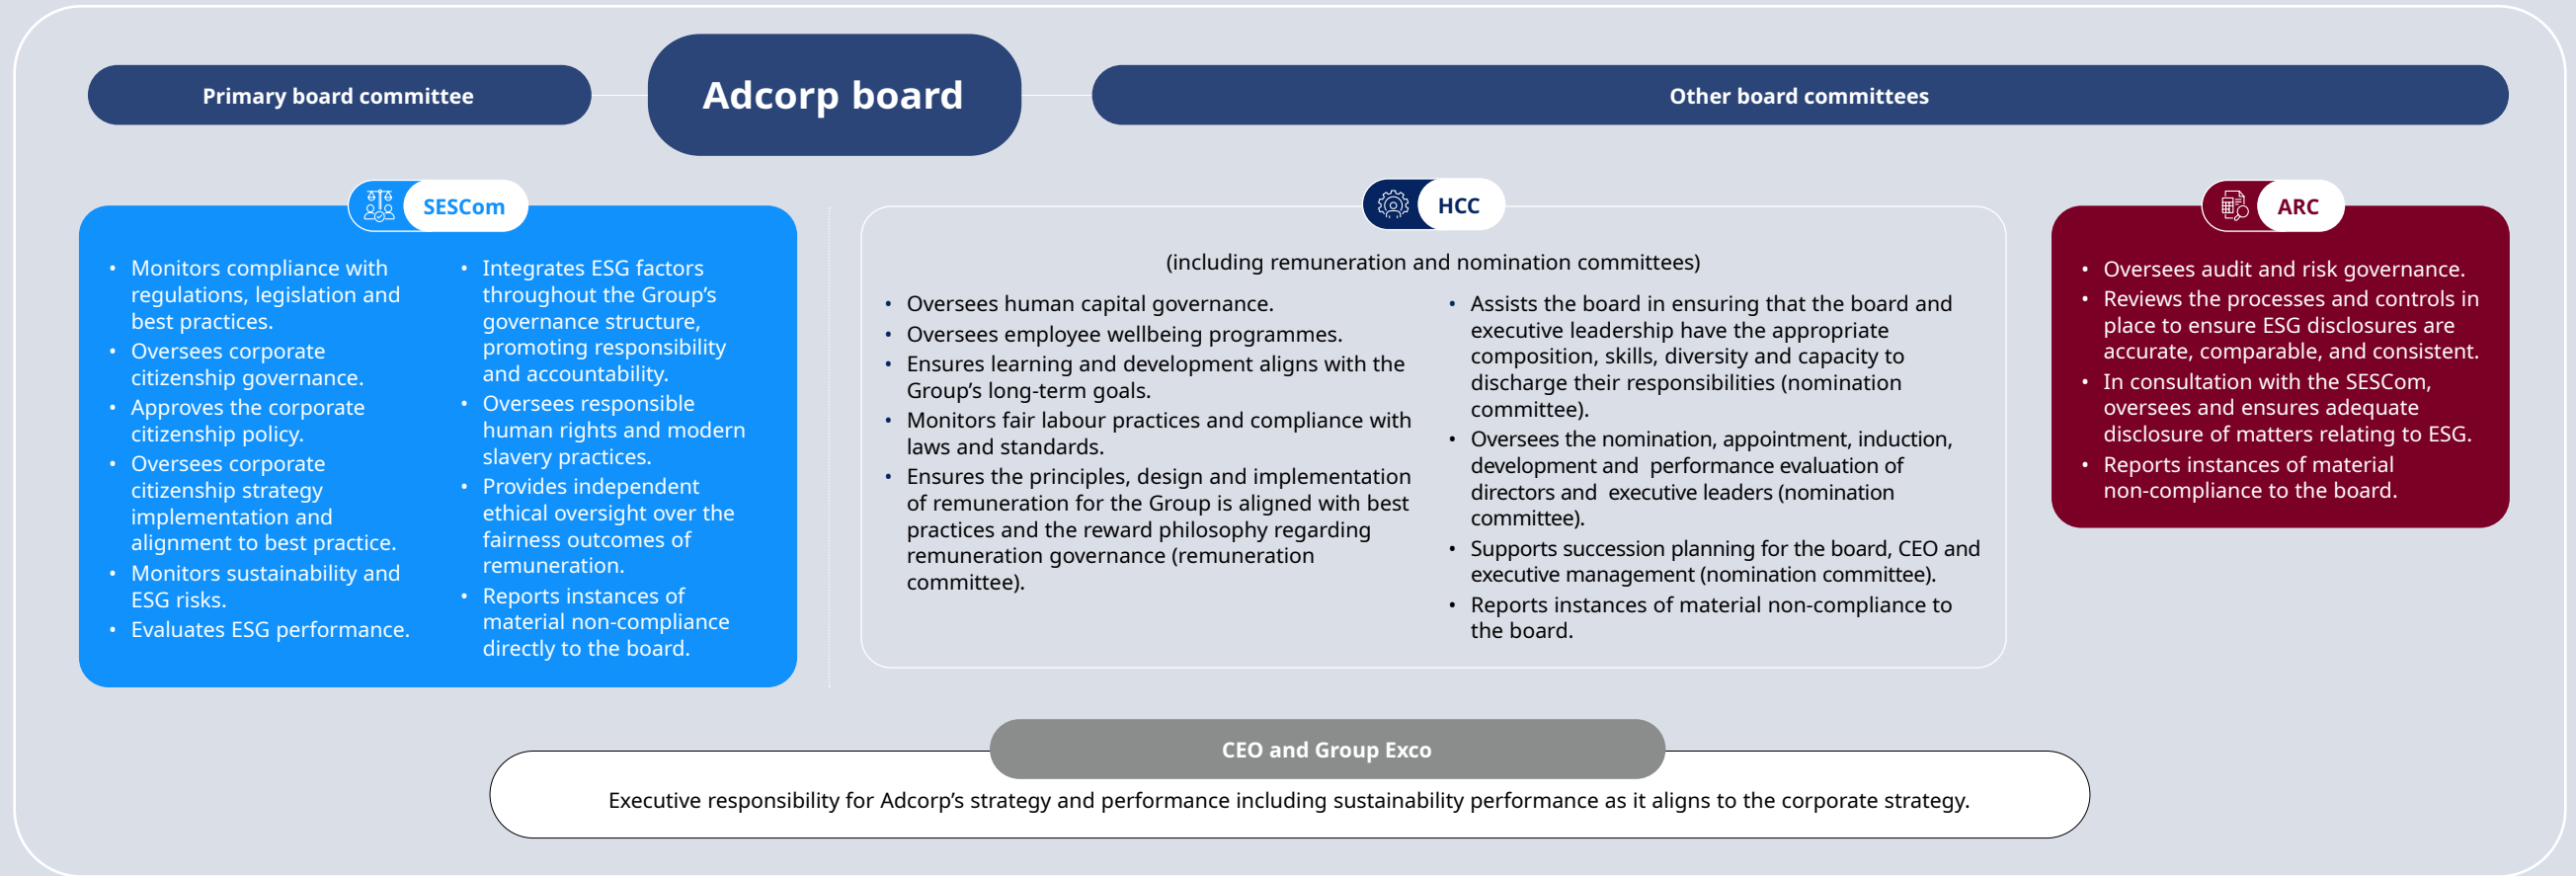 Primary board committee
Adcorp board
Other board committees
SESCom
• Monitors compliance with
regulations, legislation and
best practices.
• Oversees corporate
citizenship governance.
• Approves the corporate
citizenship policy.
• Oversees corporate
citizenship strategy
implementation and
alignment to best practice.
• Monitors sustainability and
ESG risks.
• Evaluates ESG performance.
• Integrates ESG factors
throughout the Group’s
governance structure,
promoting responsibility
and accountability.
• Oversees responsible
human rights and modern
slavery practices.
• Provides independent
ethical oversight over the
fairness outcomes of
remuneration.
• Reports instances of
material non-compliance
directly to the board.
HCC
(including remuneration and nomination committees)
• Oversees human capital governance.
• Oversees employee wellbeing programmes.
• Ensures learning and development aligns with the
Group’s long-term goals.
• Monitors fair labour practices and compliance with
laws and standards.
• Ensures the principles, design and implementation
of remuneration for the Group is aligned with best
practices and the reward philosophy regarding
remuneration governance (remuneration
committee).
• Assists the board in ensuring that the board and
executive leadership have the appropriate
composition, skills, diversity and capacity to
discharge their responsibilities (nomination
committee).
• Oversees the nomination, appointment, induction,
development and performance evaluation of
directors and executive leaders (nomination
committee).
• Supports succession planning for the board, CEO and
executive management (nomination committee).
• Reports instances of material non-compliance to
the board.
ARC
• Oversees audit and risk governance.
• Reviews the processes and controls in
place to ensure ESG disclosures are
accurate, comparable, and consistent.
• In consultation with the SESCom,
oversees and ensures adequate
disclosure of matters relating to ESG.
• Reports instances of material
non-compliance to the board.
CEO and Group Exco
Executive responsibility for Adcorp’s strategy and performance including sustainability performance as it aligns to the corporate strategy.